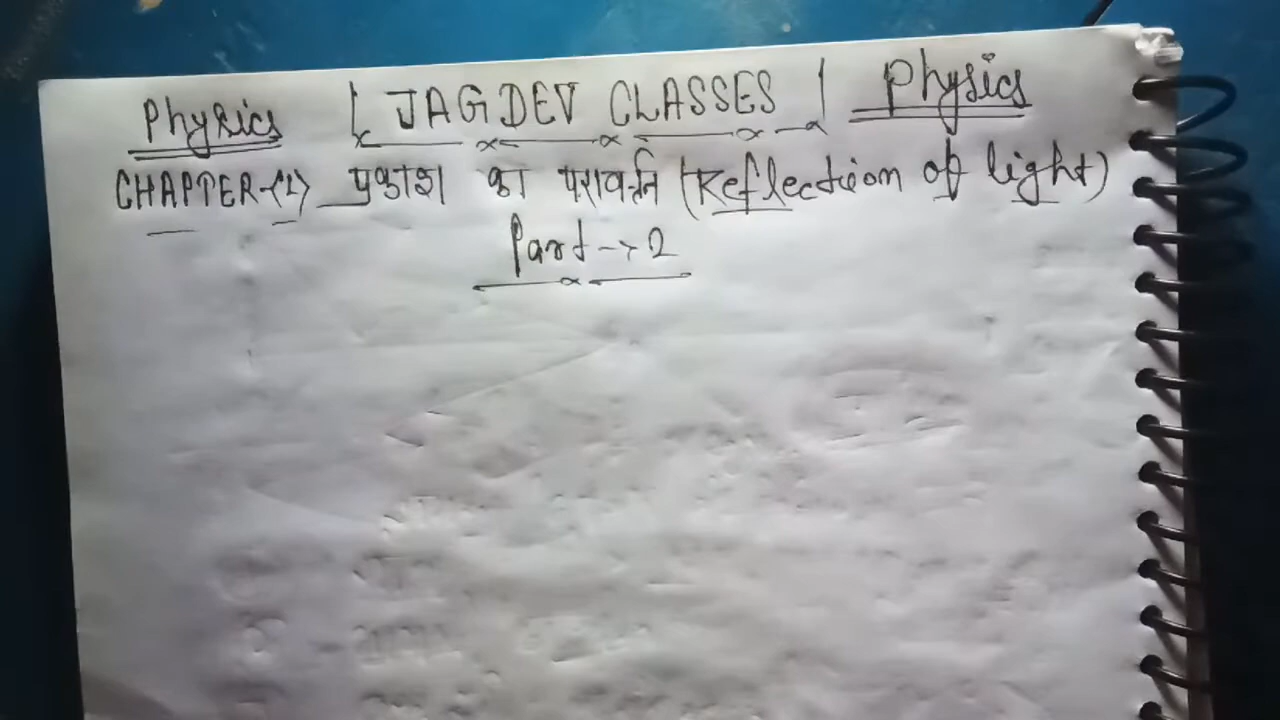 Physics [ JAGDEV CLASSES ] Physics
CHAPTER-(1) प्रकाश का परावर्तन (Reflection of light)
Part → 2